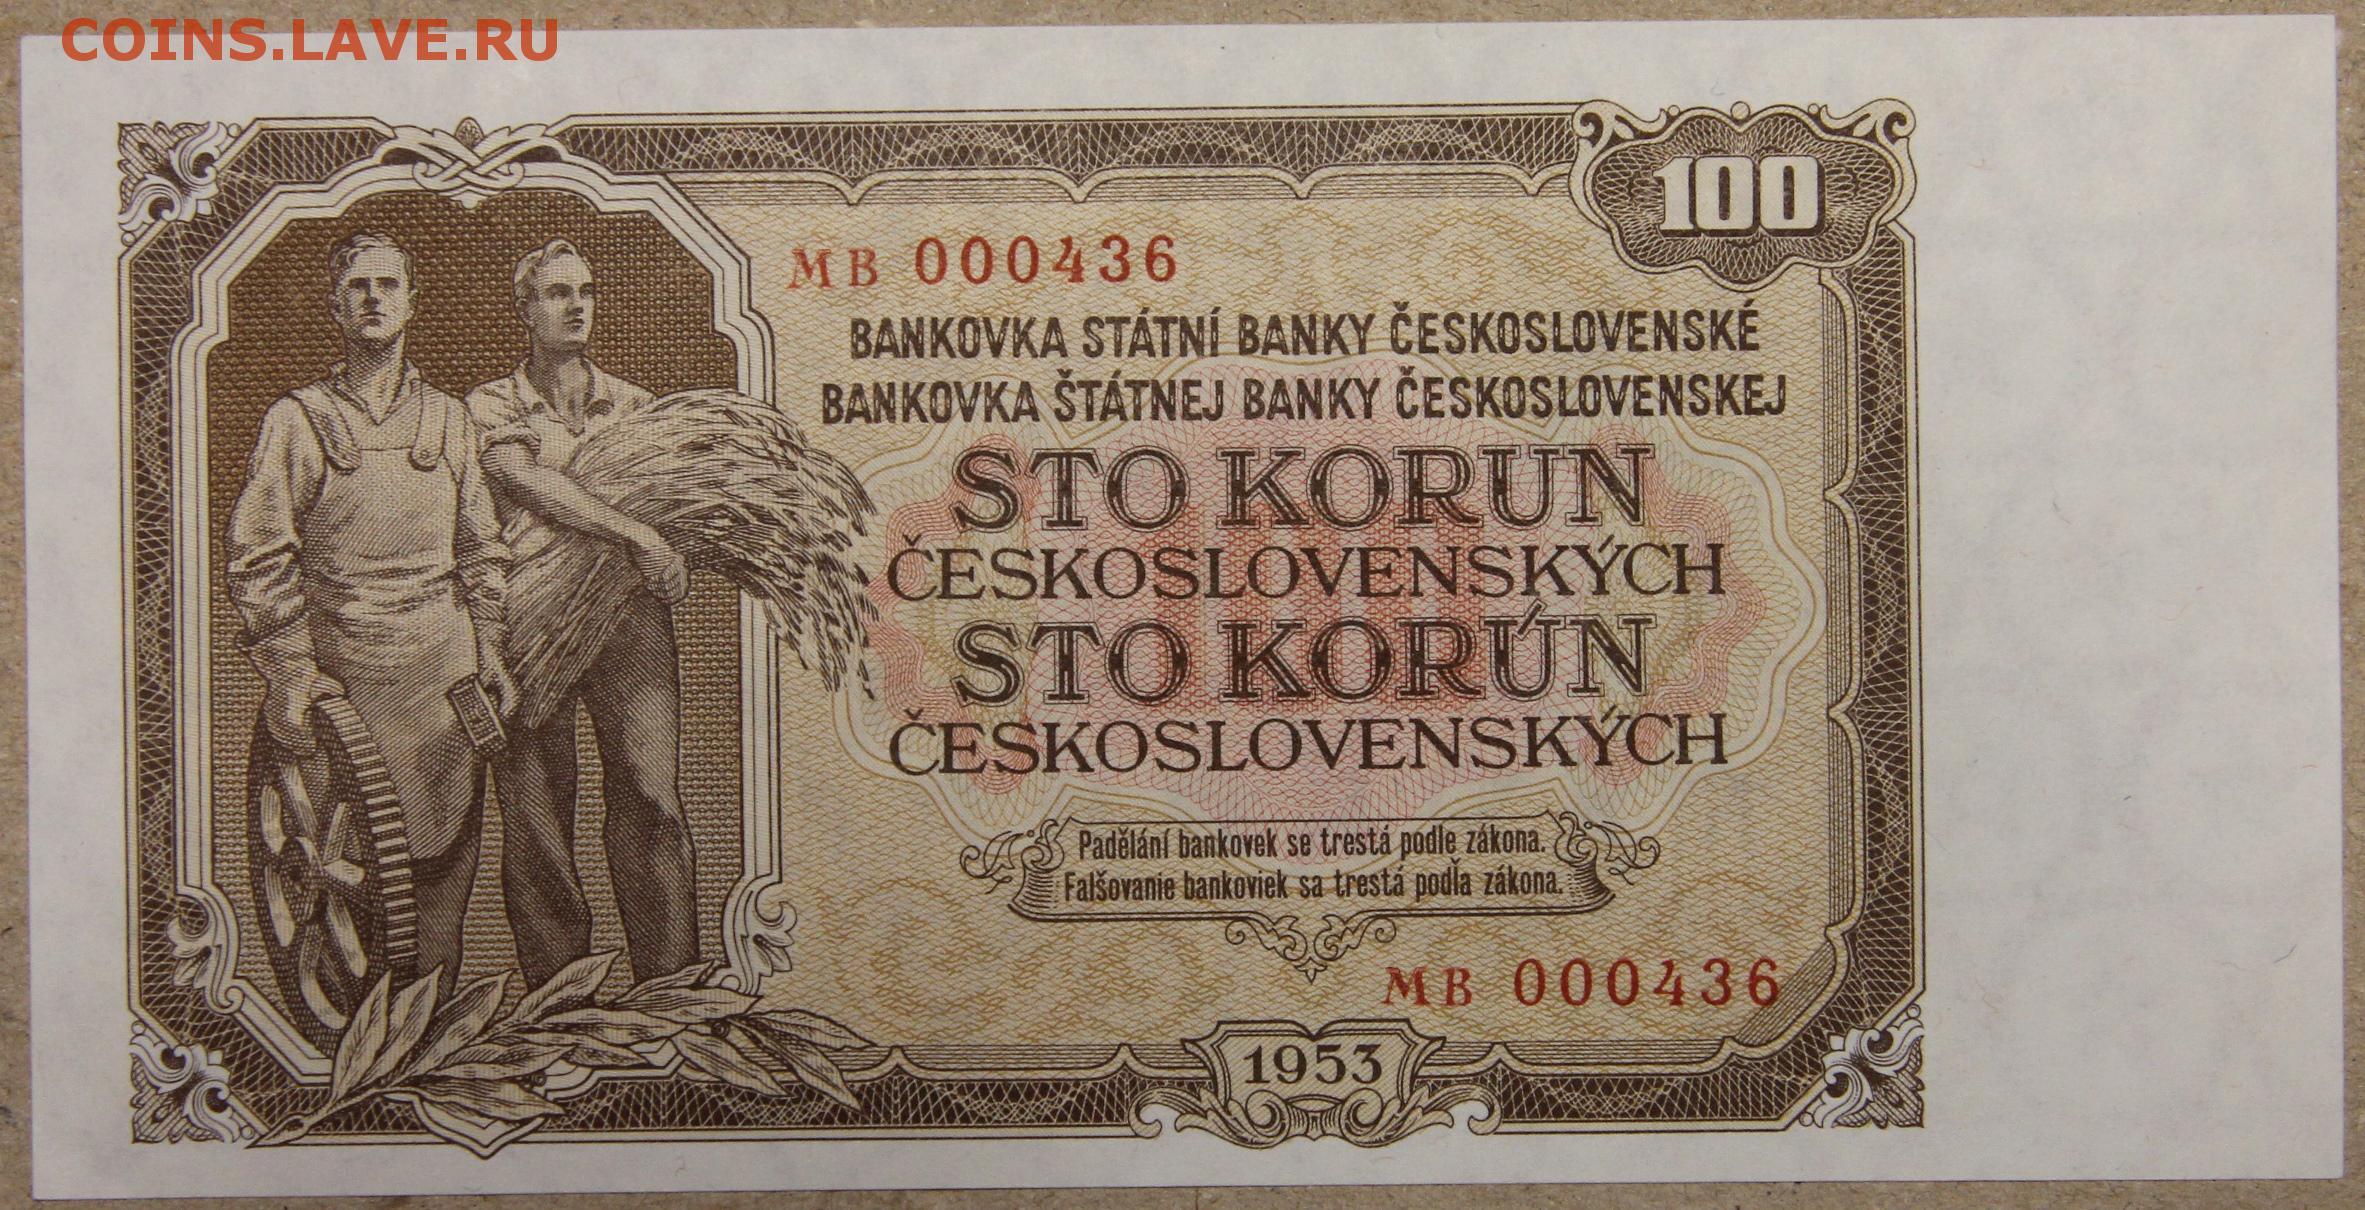 COINS.LAVE.RU
100
MB 000436
BANKOVKA STÁTNÍ BANKY ČESKOSLOVENSKÉ
BANKOVKA ŠTÁTNEJ BANKY ČESKOSLOVENSKEJ
STO KORUN
ČESKOSLOVENSKÝCH
STO KORÚN
ČESKOSLOVENSKÝCH
Padělání bankovek se trestá podle zákona.
Falšovanie bankoviek sa trestá podľa zákona.
MB 000436
1953